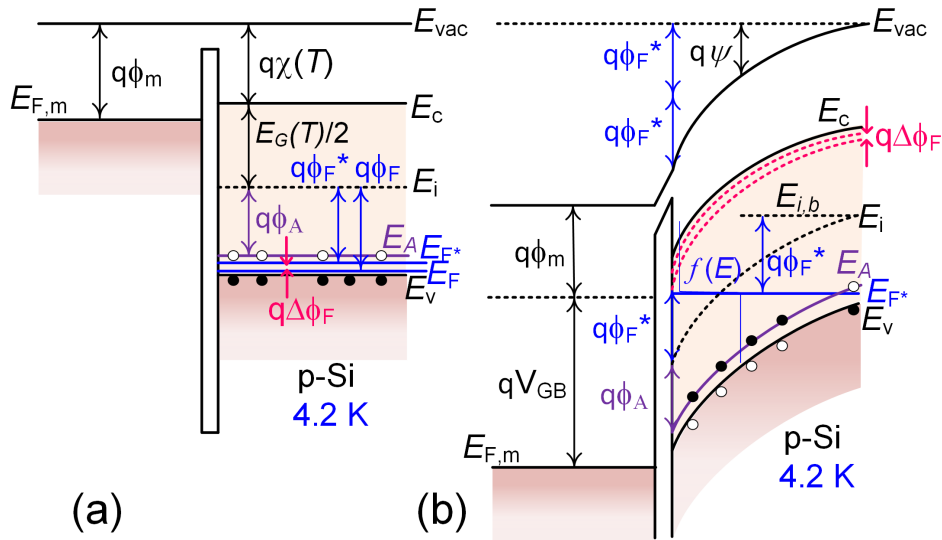 E_vac
qϕ_m
qχ(T)
E_F,m
E_c
E_G(T)/2
qϕ_F* qϕ_F
E_i
qϕ_A
E_A
E_F*
E_F
E_v
qΔϕ_F
p-Si
4.2 K
(a)
E_vac
qϕ_F*
qψ
qϕ_F*
E_c
qΔϕ_F
E_i,b
E_i
qϕ_m
f(E)
qϕ_F*
E_A
E_F*
qϕ_F*
E_v
qV_GB
qϕ_A
E_F,m
p-Si
4.2 K
(b)